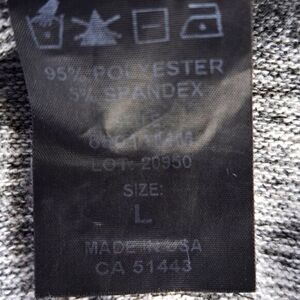 95% POLYESTER
5% SPANDEX
LOT: 20950
SIZE:
L
MADE IN USA
CA 51443